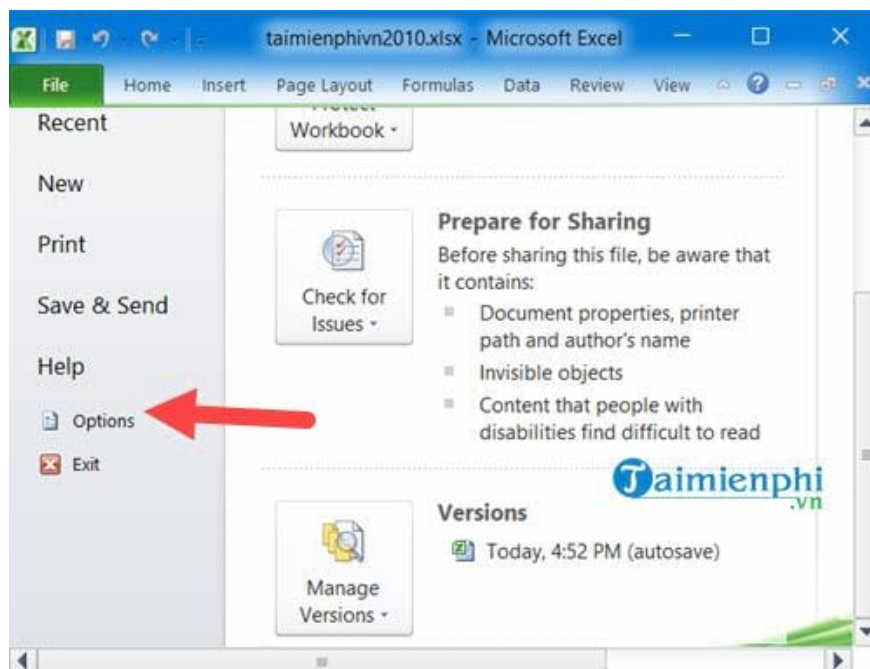 taimienphivn2010.xlsx - Microsoft Excel
File Home Insert Page Layout Formulas Data Review View
Recent
New
Print
Save & Send
Help
Options
Exit
Protect
Workbook
Prepare for Sharing
Before sharing this file, be aware that
it contains:
Document properties, printer
path and author's name
Invisible objects
Content that people with
disabilities find difficult to read
Check for
Issues
Taimienphi
.vn
Versions
Today, 4:52 PM (autosave)
Manage
Versions